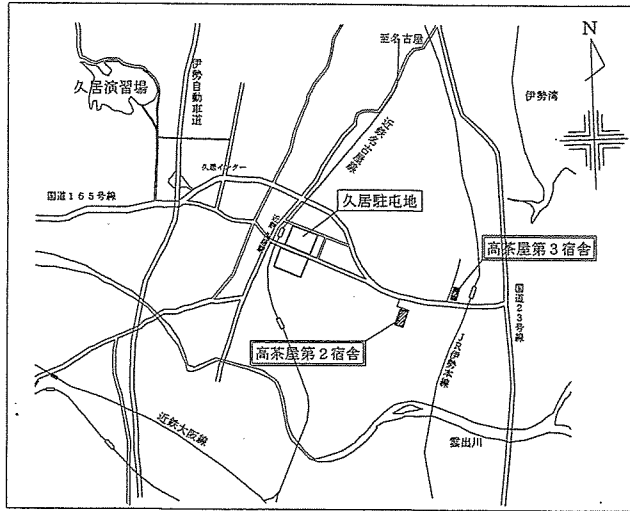 至名古屋
N
久居演習場
伊勢自動車道
伊勢湾
近鉄名古屋線
久居インター
国道165号線
久居駐屯地
高茶屋第3宿舎
国道23号線
高茶屋第2宿舎
JR伊勢本線
近鉄大阪線
雲出川